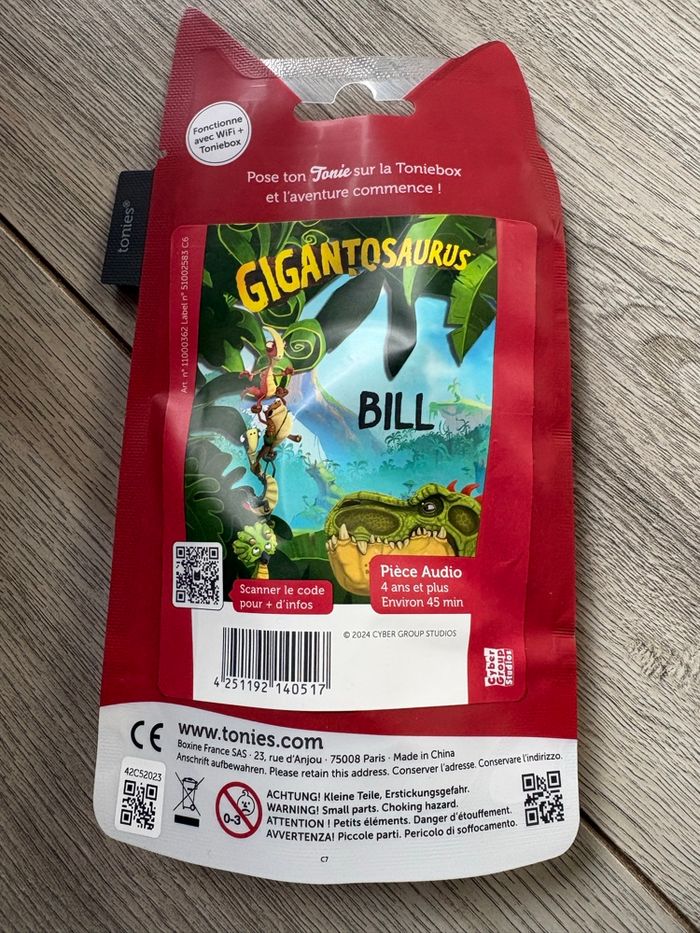 Fonctionne
avec WiFi +
Toniebox
tonies®
Pose ton Tonie sur la Toniebox
et l'aventure commence !
Art. n° 11000362 Label n° 51002583 C6
GIGANTOSAURUS
BILL
Scanner le code
pour + d'infos
Pièce Audio
4 ans et plus
Environ 45 min
© 2024 CYBER GROUP STUDIOS
4 251192 140517
Cyber
Group
Studios
CE
www.tonies.com
Boxine France SAS · 23, rue d'Anjou · 75008 Paris · Made in China
Anschrift aufbewahren. Please retain this address. Conserver l'adresse. Conservare l'indirizzo.
42C52023
0-3
ACHTUNG! Kleine Teile, Erstickungsgefahr.
WARNING! Small parts. Choking hazard.
ATTENTION ! Petits éléments. Danger d'étouffement.
AVVERTENZA! Piccole parti. Pericolo di soffocamento.
C7